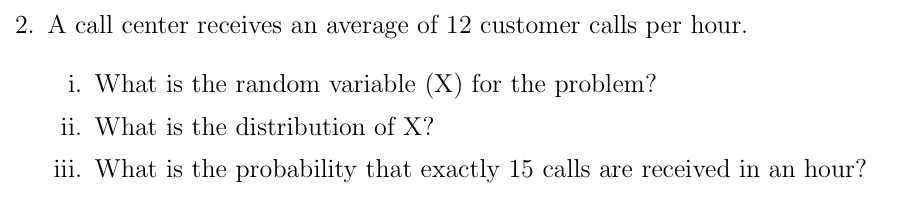 2. A call center receives an average of 12 customer calls per hour.
i. What is the random variable (X) for the problem?
ii. What is the distribution of X?
iii. What is the probability that exactly 15 calls are received in an hour?